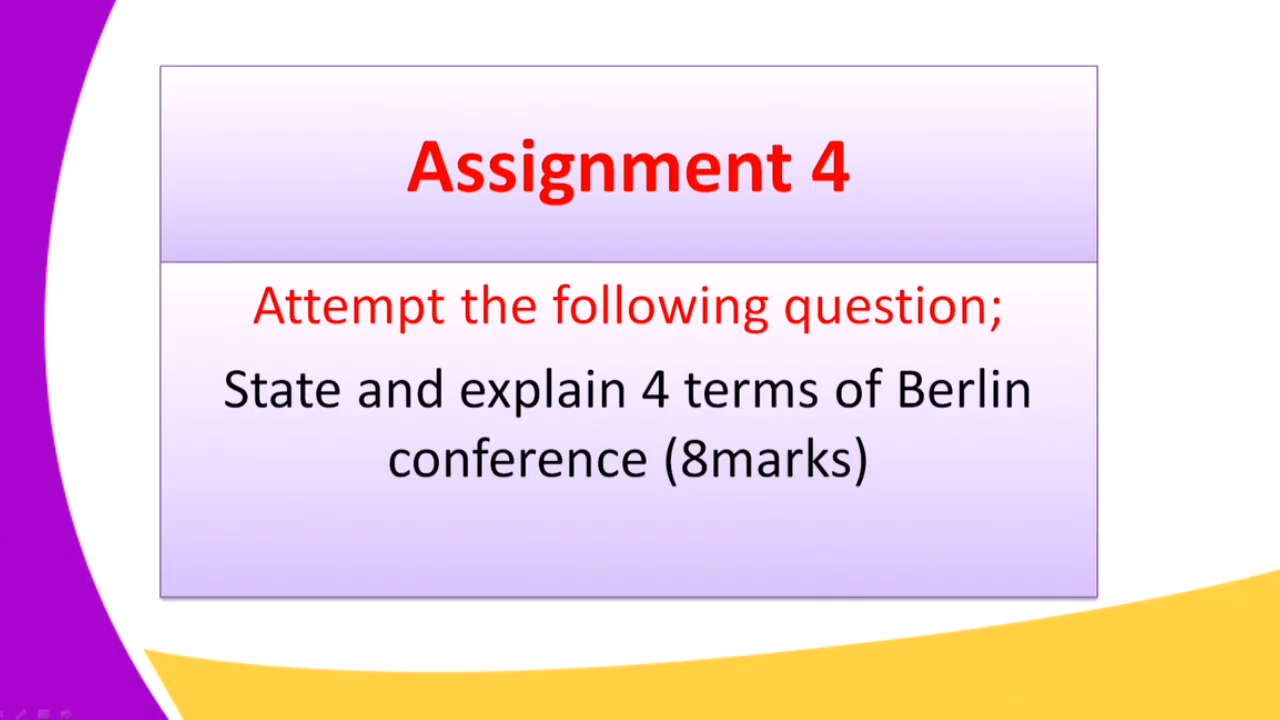 Assignment 4
Attempt the following question;
State and explain 4 terms of Berlin
conference (8marks)